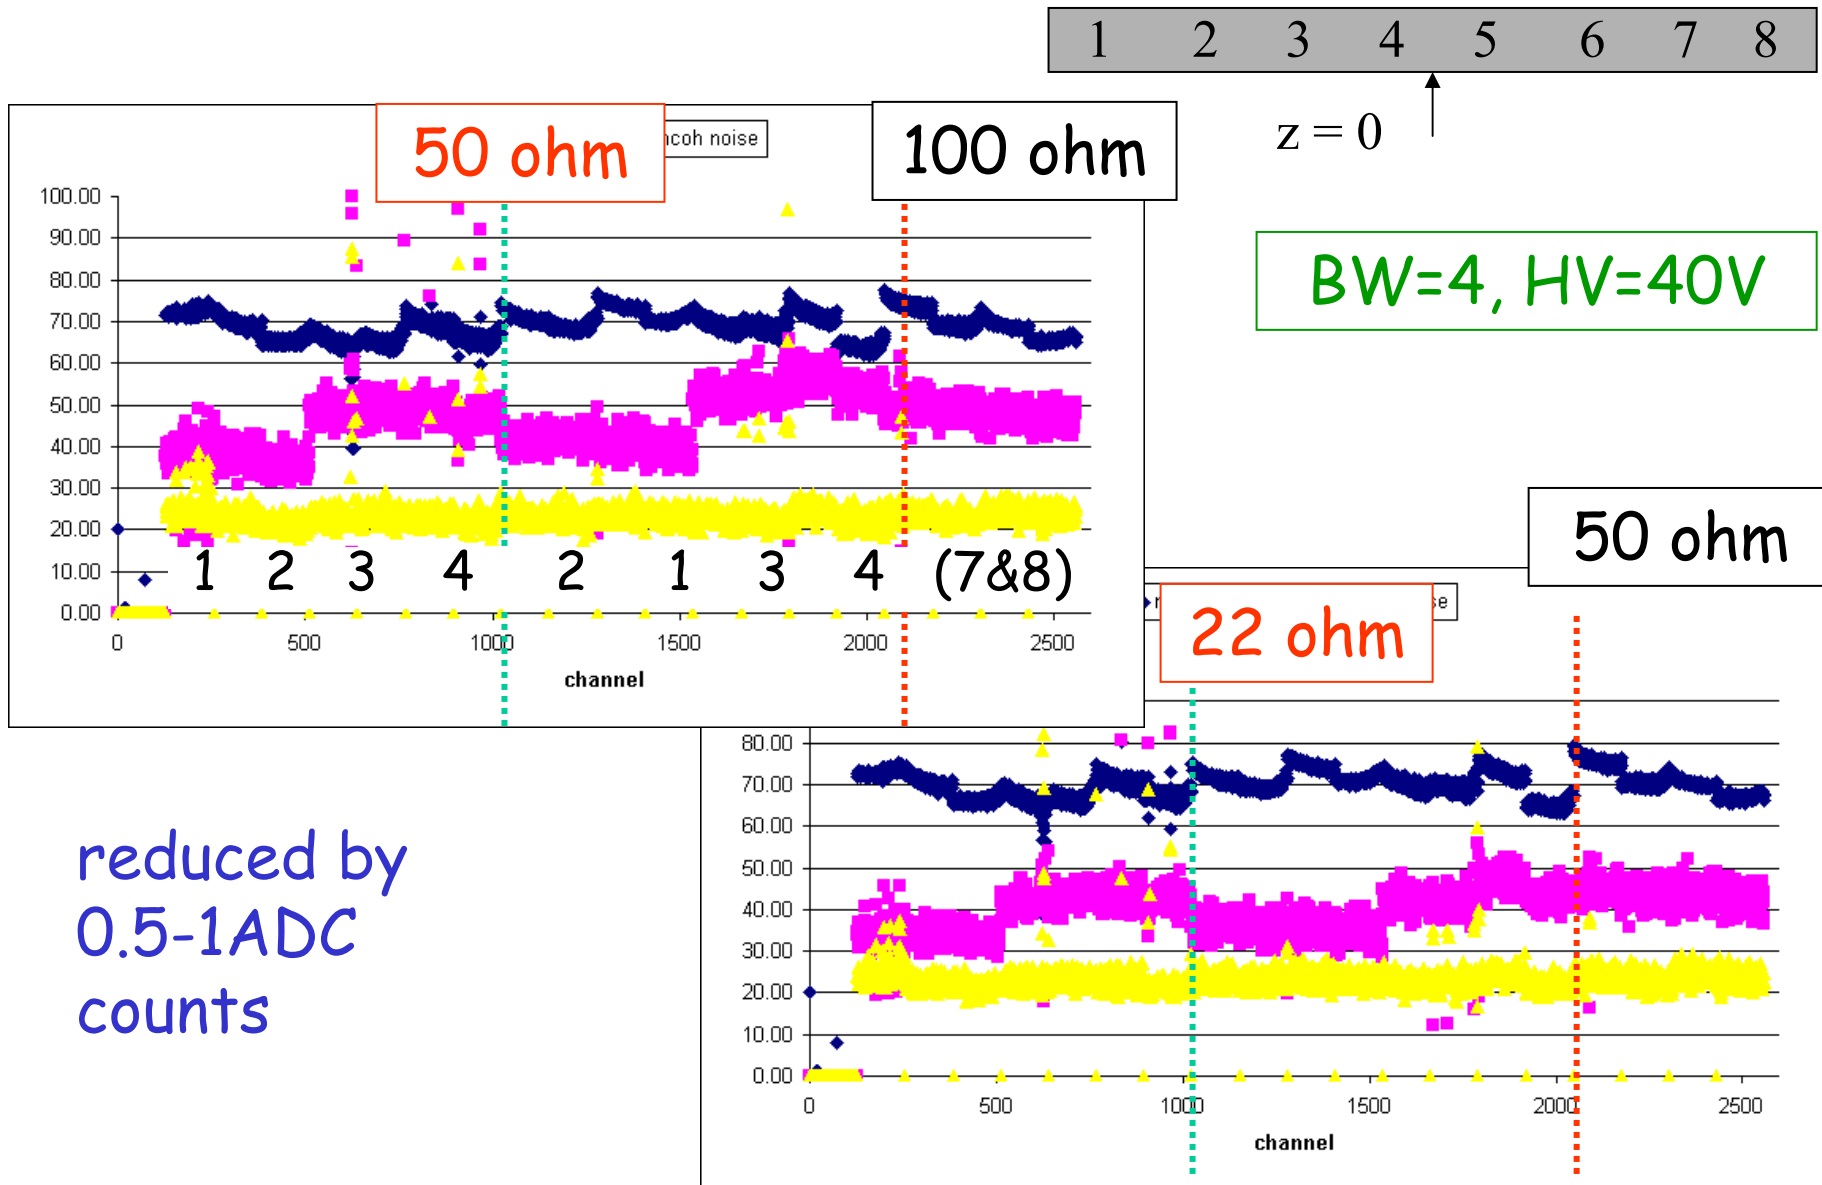 1 2 3 4 5 6 7 8
z = 0
50 ohm
ncoh noise
100 ohm
BW=4, HV=40V
100.00
90.00
80.00
70.00
60.00
50.00
40.00
30.00
20.00
10.00
0.00
1 2 3 4 2 1 3 4 (7&8)
0 500 1000 1500 2000 2500
channel
50 ohm
22 ohm
se
80.00
70.00
60.00
50.00
40.00
30.00
20.00
10.00
0.00
0 500 1000 1500 2000 2500
channel
reduced by
0.5-1ADC
counts